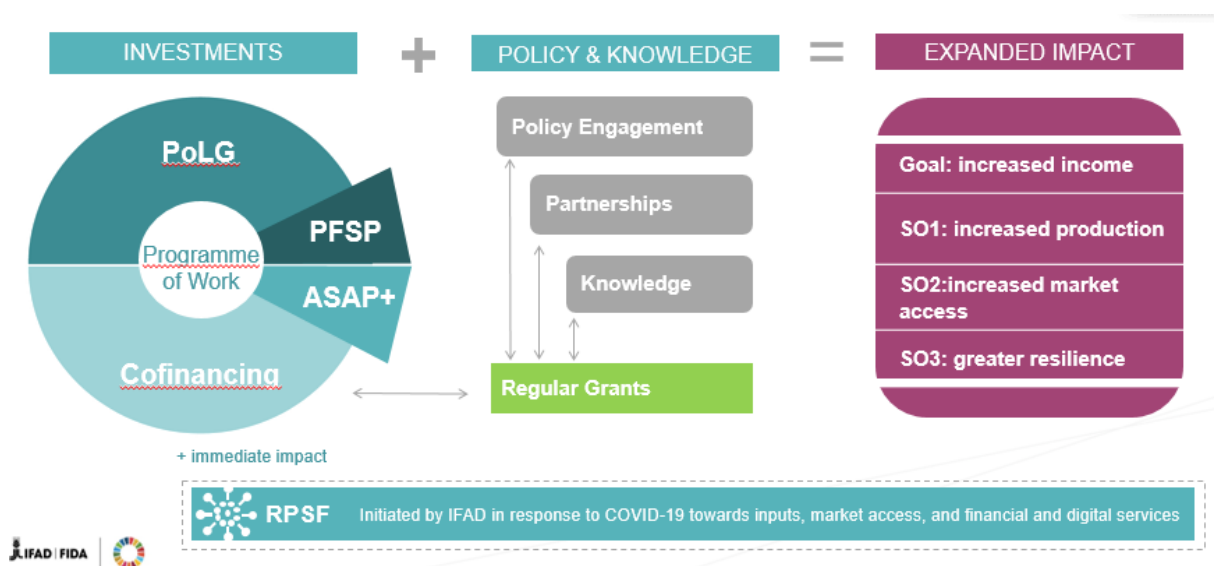 INVESTMENTS
+
POLICY & KNOWLEDGE
=
EXPANDED IMPACT
PoLG
PFSP
Programme
of Work
ASAP+
Cofinancing
Policy Engagement
Partnerships
Knowledge
Regular Grants
Goal: increased income
SO1: increased production
SO2:increased market
access
SO3: greater resilience
+ immediate impact
RPSF
Initiated by IFAD in response to COVID-19 towards inputs, market access, and financial and digital services
IFAD | FIDA